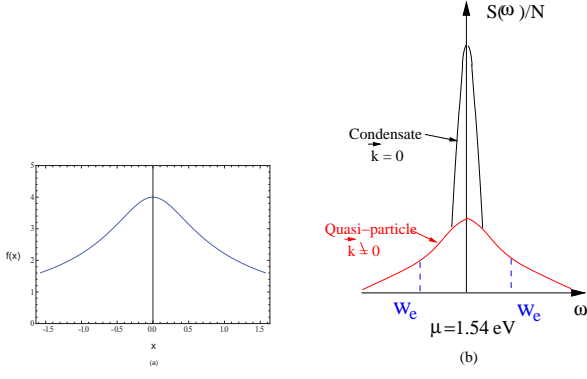 5
4
3
2
1
0
f(x)
-1.5 -1.0 -0.5 0.0 0.5 1.0 1.5
x
(a)
S(ω)/N
Condensate
k = 0
Quasi-particle
k ≠ 0
w_e w_e
ω
μ=1.54 eV
(b)